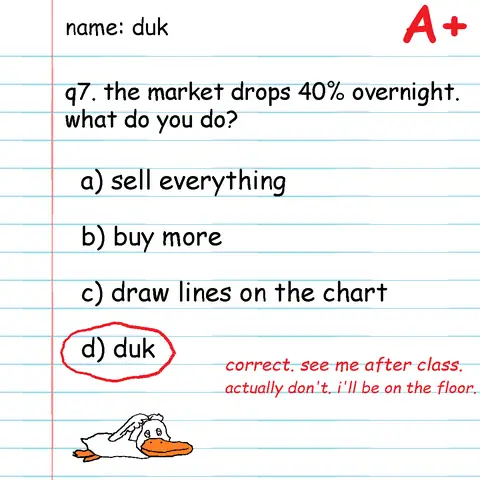 name: duk
A+
q7. the market drops 40% overnight.
what do you do?
a) sell everything
b) buy more
c) draw lines on the chart
d) duk
correct. see me after class.
actually don't. i'll be on the floor.